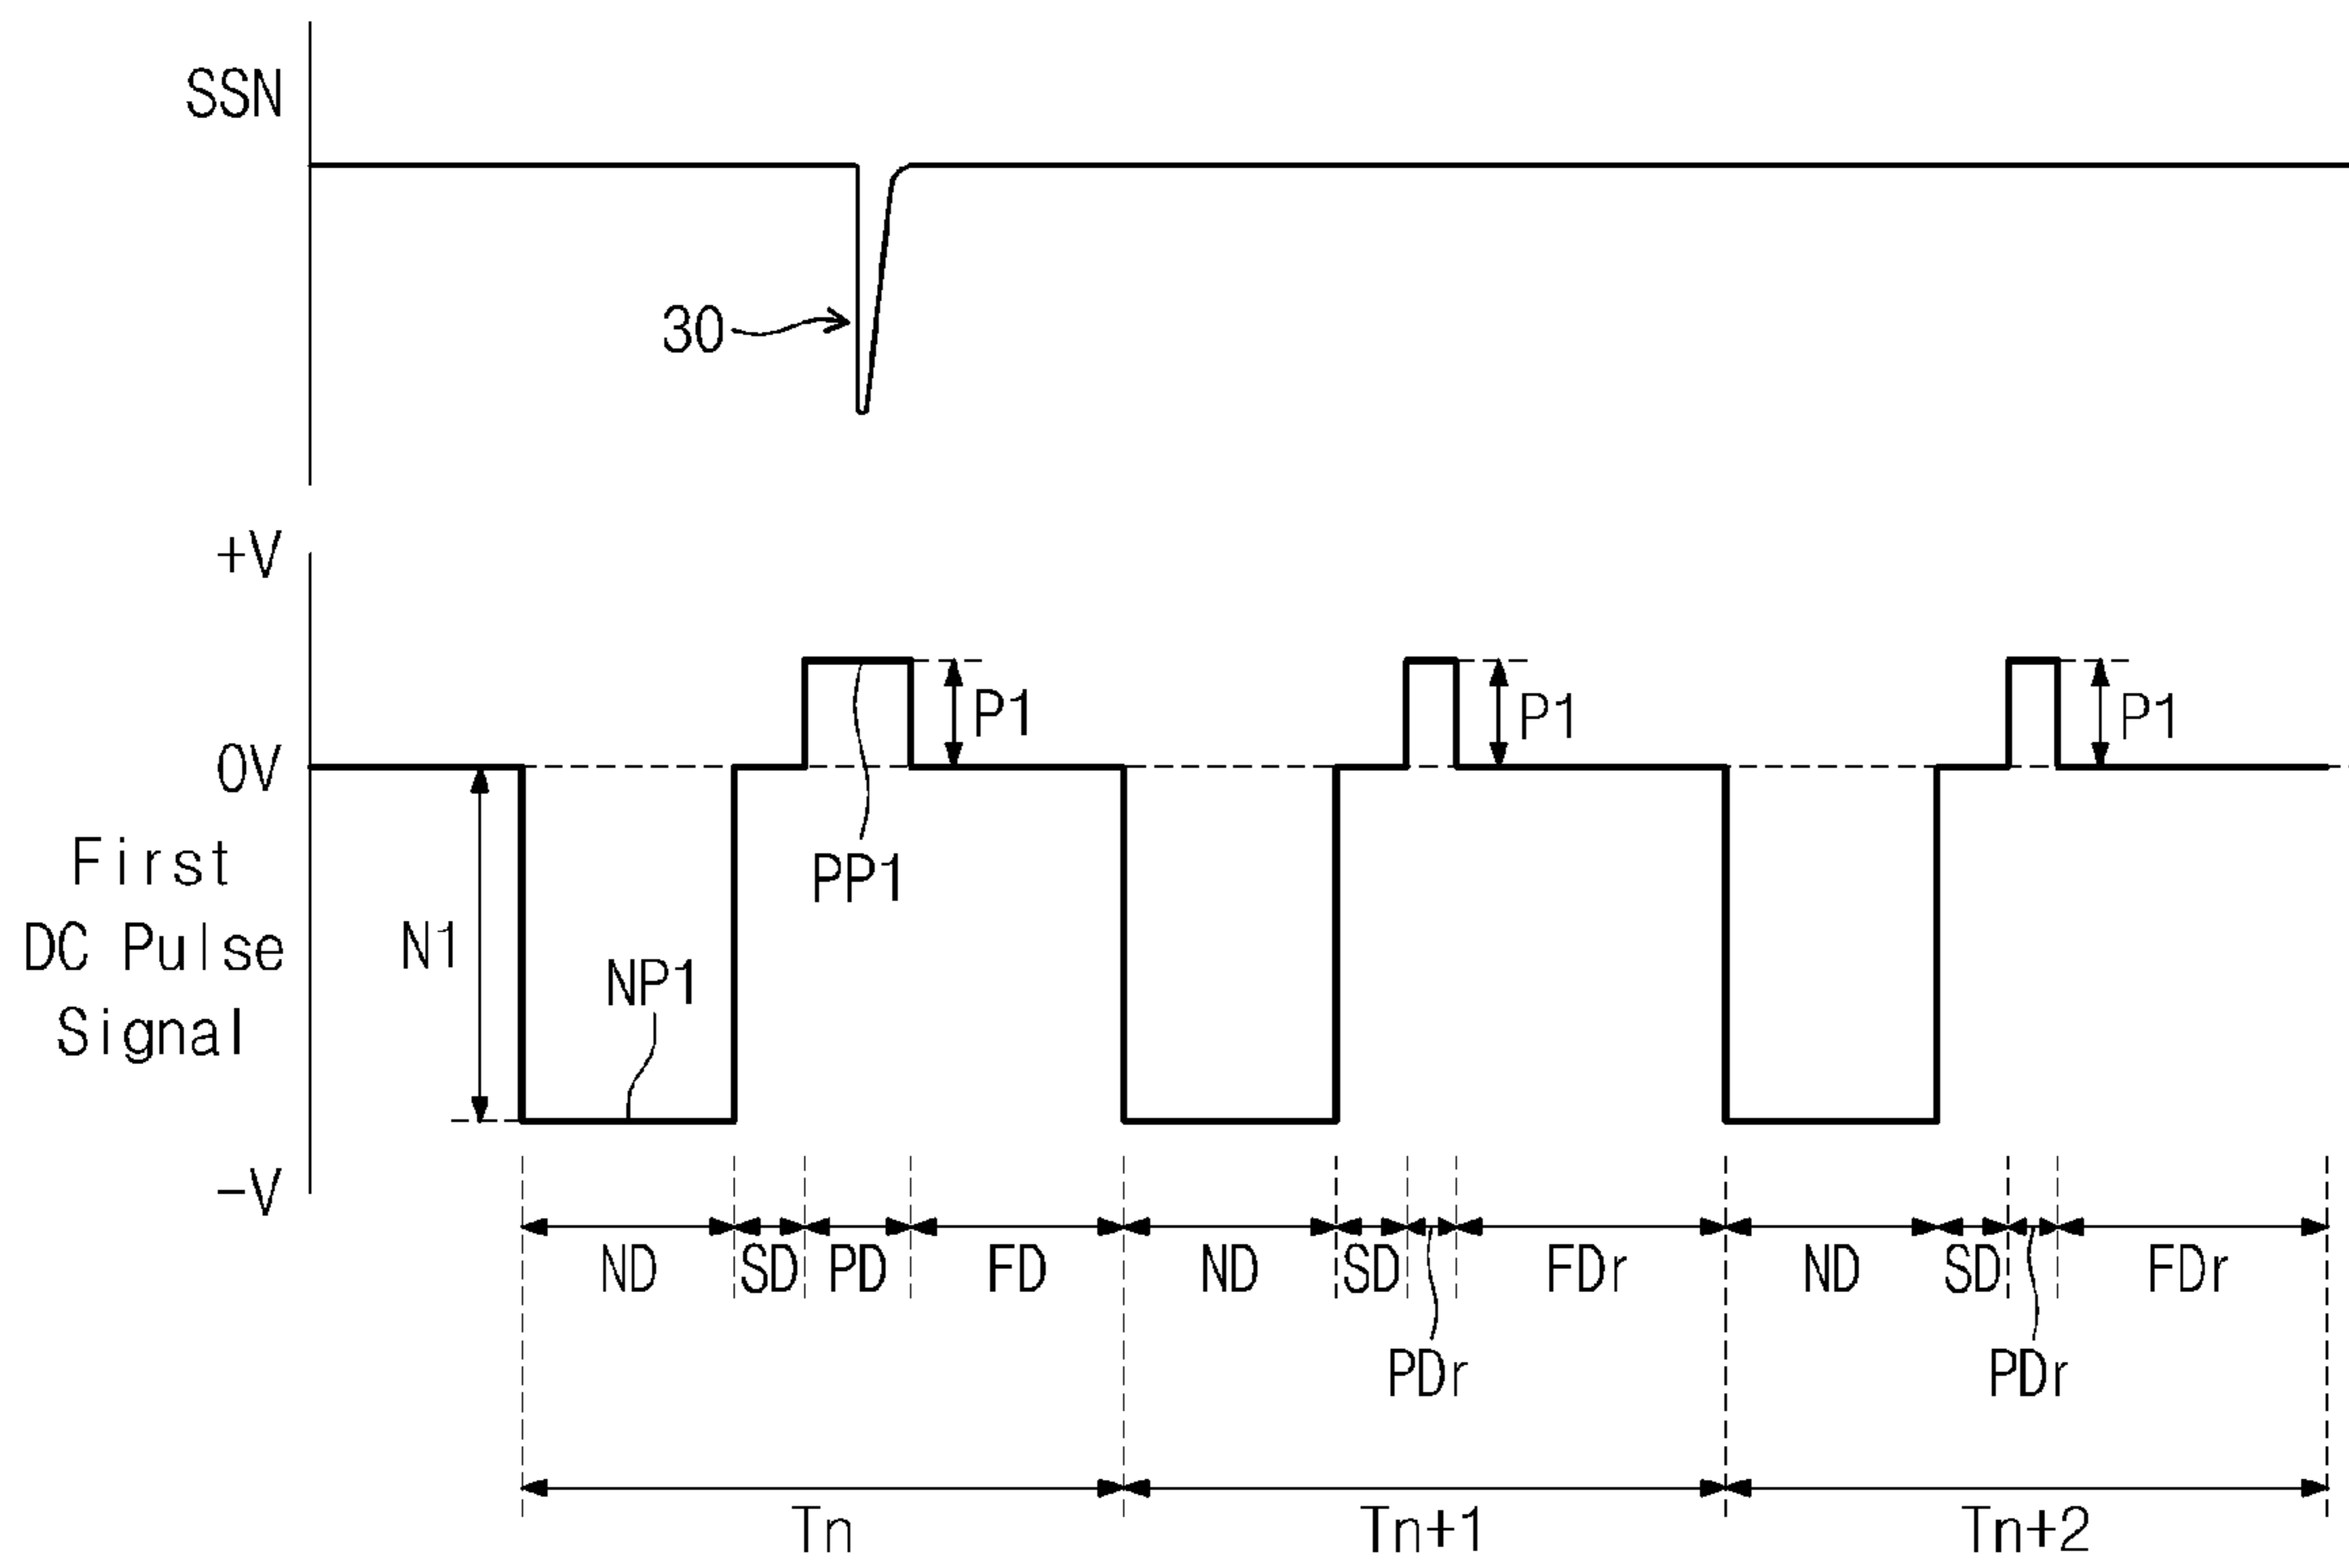 SSN
30
+V
P1
P1
P1
0V
PP1
First
DC Pulse
Signal
N1
NP1
-V
ND SD PD FD ND SD FDr ND SD FDr
PDr PDr
Tn Tn+1 Tn+2